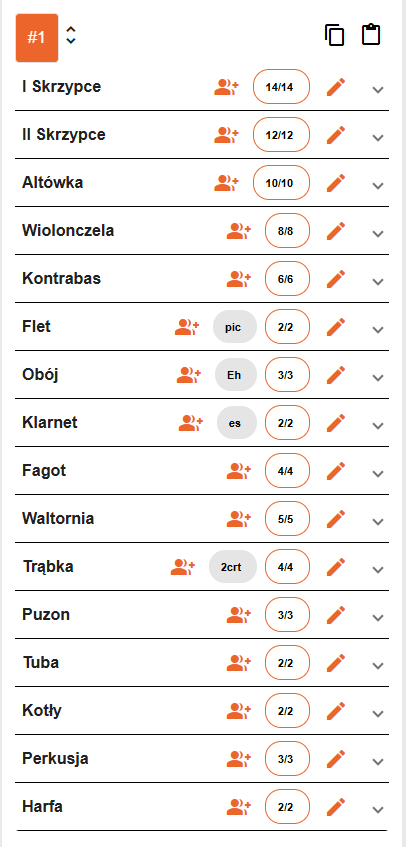 #1
I Skrzypce 14/14
II Skrzypce 12/12
Altówka 10/10
Wiolonczela 8/8
Kontrabas 6/6
Flet pic 2/2
Obój Eh 3/3
Klarnet es 2/2
Fagot 4/4
Waltornia 5/5
Trąbka 2crt 4/4
Puzon 3/3
Tuba 2/2
Kotły 2/2
Perkusja 3/3
Harfa 2/2